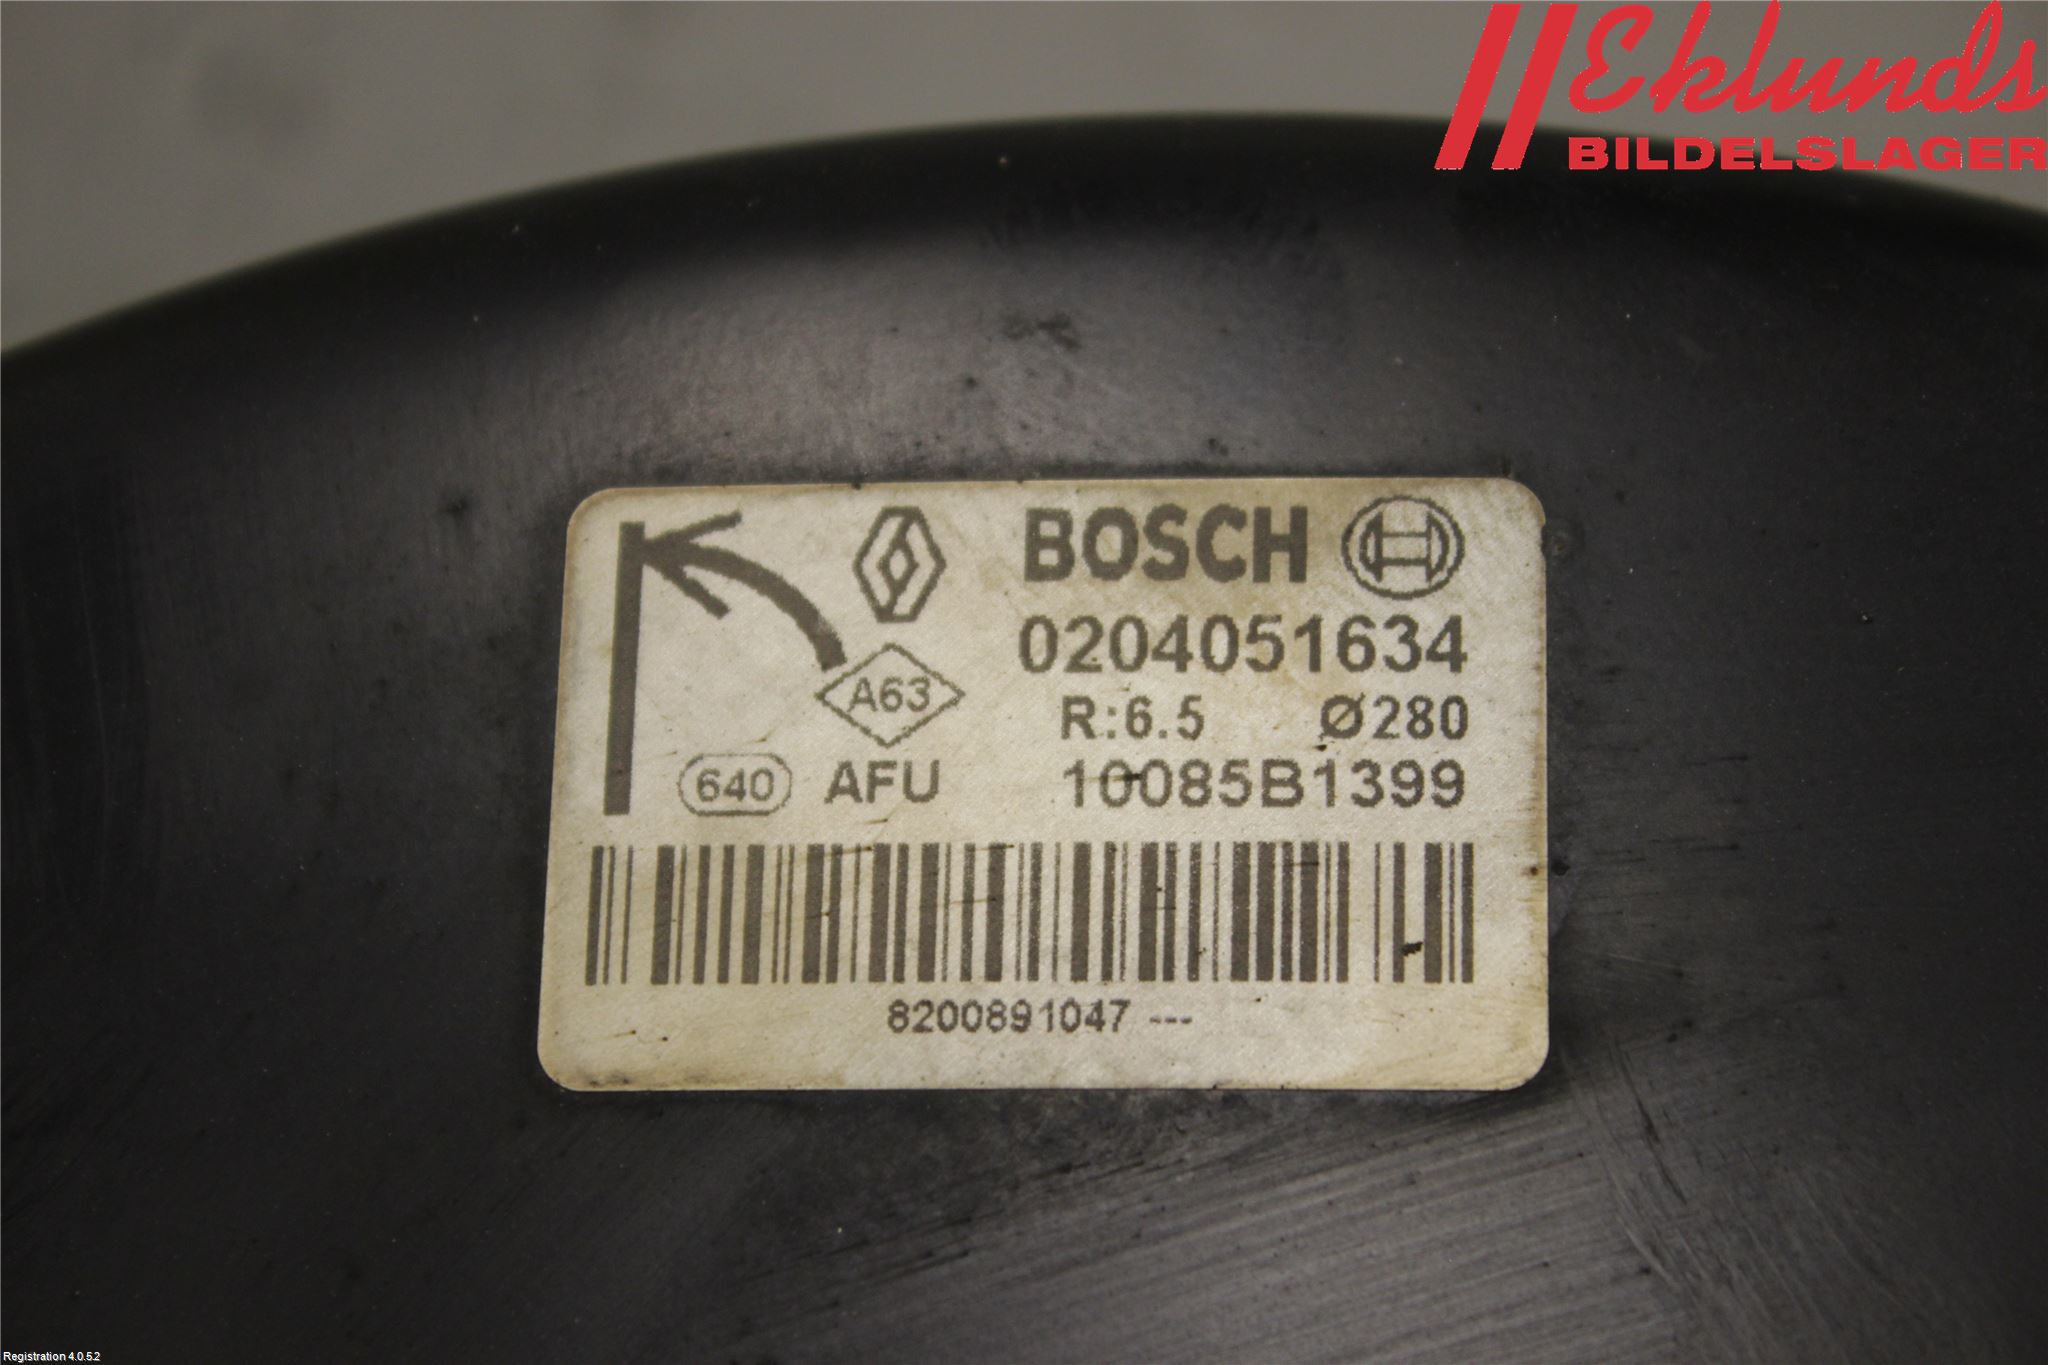 Eklunds
BILDELSLAGER
BOSCH
0204051634
A63
R:6.5 Ø280
640 AFU 10085B1399
8200891047 ---
Registration 4.0.5.2